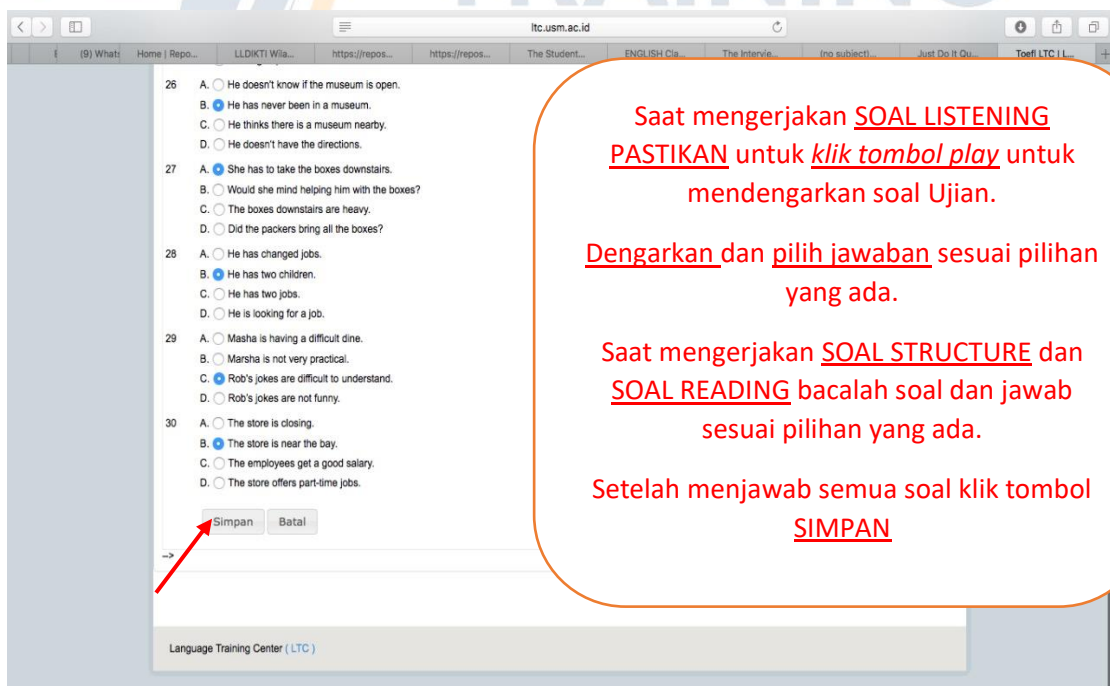 TRAINING
ltc.usm.ac.id
(9) Whats
Home | Repo...
LLDIKTI Wila...
https://repos...
https://repos...
The Student...
ENGLISH Cla...
The Intervie...
(no subject)...
Just Do It Qu...
Toefl LTC | L...
26 A. He doesn't know if the museum is open.
B. He has never been in a museum.
C. He thinks there is a museum nearby.
D. He doesn't have the directions.
27 A. She has to take the boxes downstairs.
B. Would she mind helping him with the boxes?
C. The boxes downstairs are heavy.
D. Did the packers bring all the boxes?
28 A. He has changed jobs.
B. He has two children.
C. He has two jobs.
D. He is looking for a job.
29 A. Masha is having a difficult dine.
B. Marsha is not very practical.
C. Rob's jokes are difficult to understand.
D. Rob's jokes are not funny.
30 A. The store is closing.
B. The store is near the bay.
C. The employees get a good salary.
D. The store offers part-time jobs.
Simpan Batal
-->
Language Training Center ( LTC )
Saat mengerjakan SOAL LISTENING
PASTIKAN untuk klik tombol play untuk
mendengarkan soal Ujian.
Dengarkan dan pilih jawaban sesuai pilihan
yang ada.
Saat mengerjakan SOAL STRUCTURE dan
SOAL READING bacalah soal dan jawab
sesuai pilihan yang ada.
Setelah menjawab semua soal klik tombol
SIMPAN